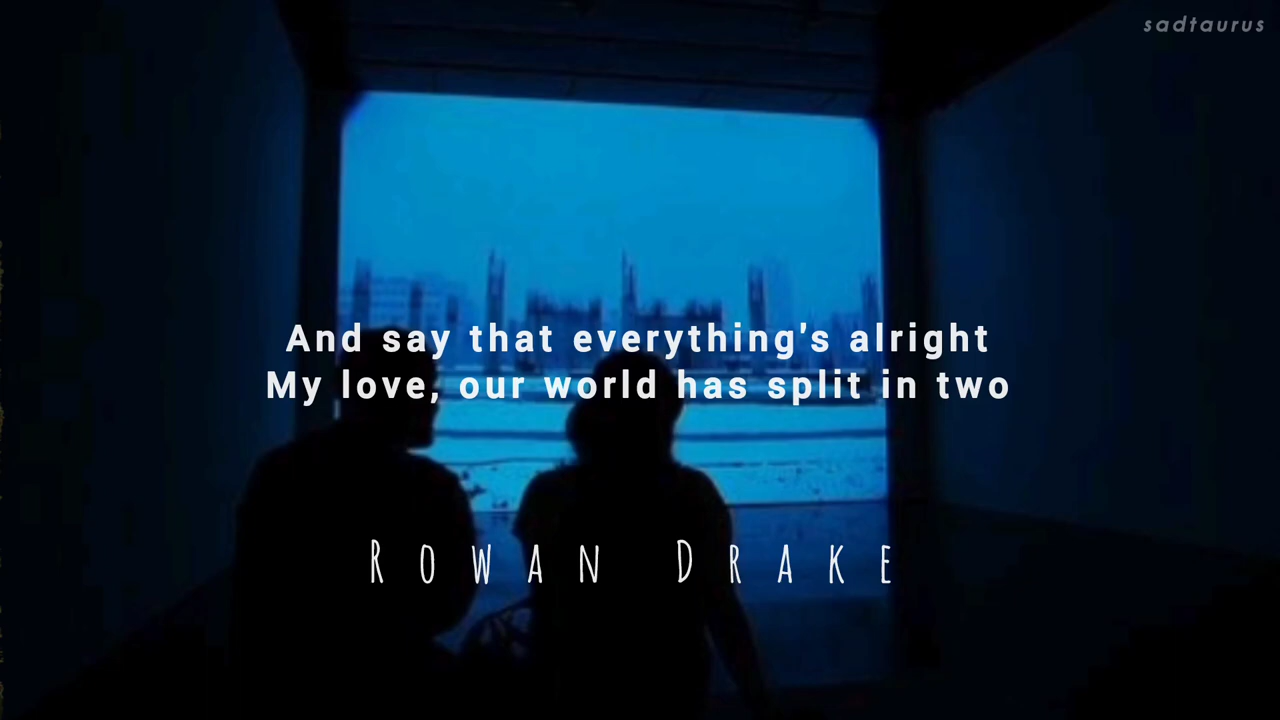 sadtaurus
And say that everything's alright
My love, our world has split in two
Rowan Drake